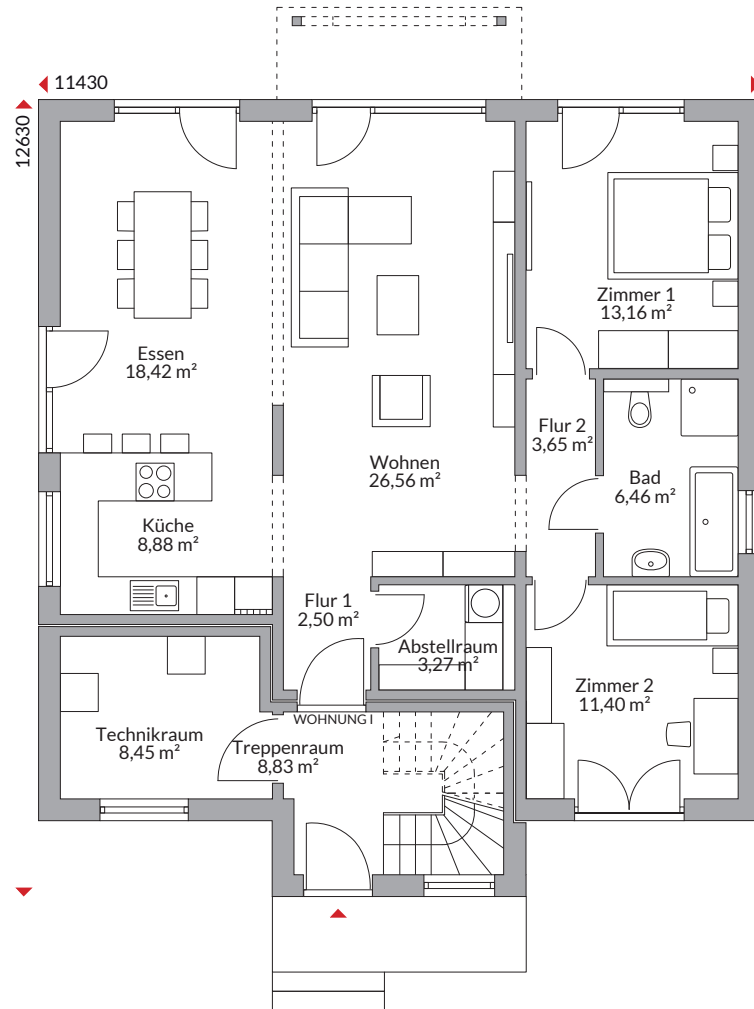 11430
12630
Zimmer 1
13,16 m²
Essen
18,42 m²
Flur 2
3,65 m²
Wohnen
26,56 m²
Bad
6,46 m²
Küche
8,88 m²
Flur 1
2,50 m²
Abstellraum
3,27 m²
Zimmer 2
11,40 m²
WOHNUNG I
Technikraum
8,45 m²
Treppenraum
8,83 m²